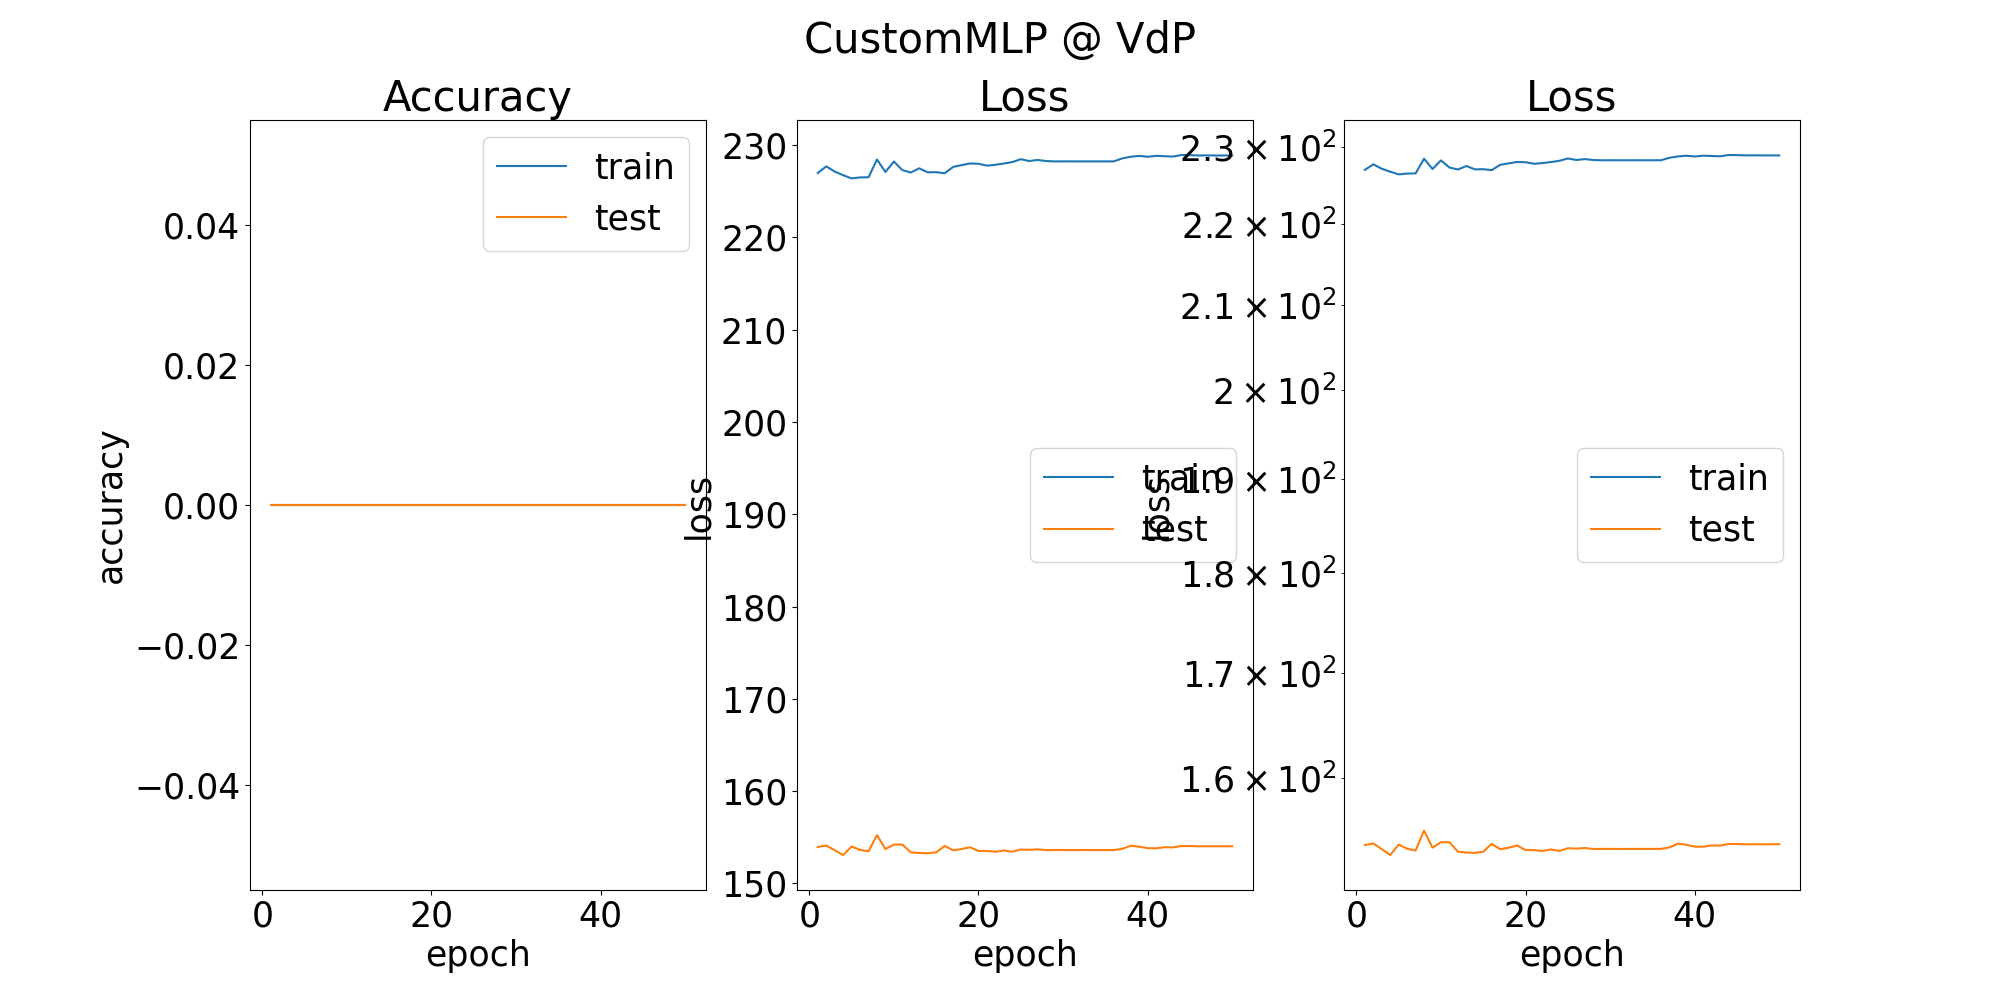 CustomMLP @ VdP
Accuracy
train
test
0.04
0.02
0.00
−0.02
−0.04
accuracy
0
20
40
epoch
Loss
230
220
210
200
190
180
170
160
150
loss
train
test
0
20
40
epoch
Loss
2.3 × 10²
2.2 × 10²
2.1 × 10²
2 × 10²
1.9 × 10²
1.8 × 10²
1.7 × 10²
1.6 × 10²
loss
train
test
0
20
40
epoch